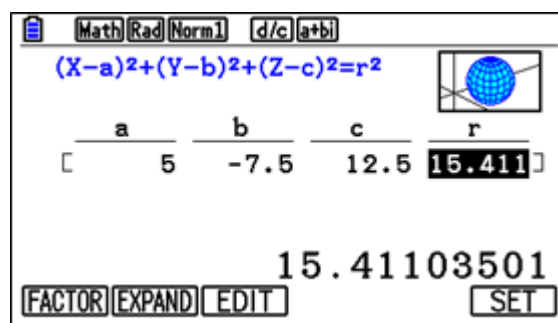 Math Rad Norm1 d/c a+bi
(X-a)²+(Y-b)²+(Z-c)²=r²
a b c r
[ 5 -7.5 12.5 15.411 ]
15.41103501
FACTOR EXPAND EDIT SET